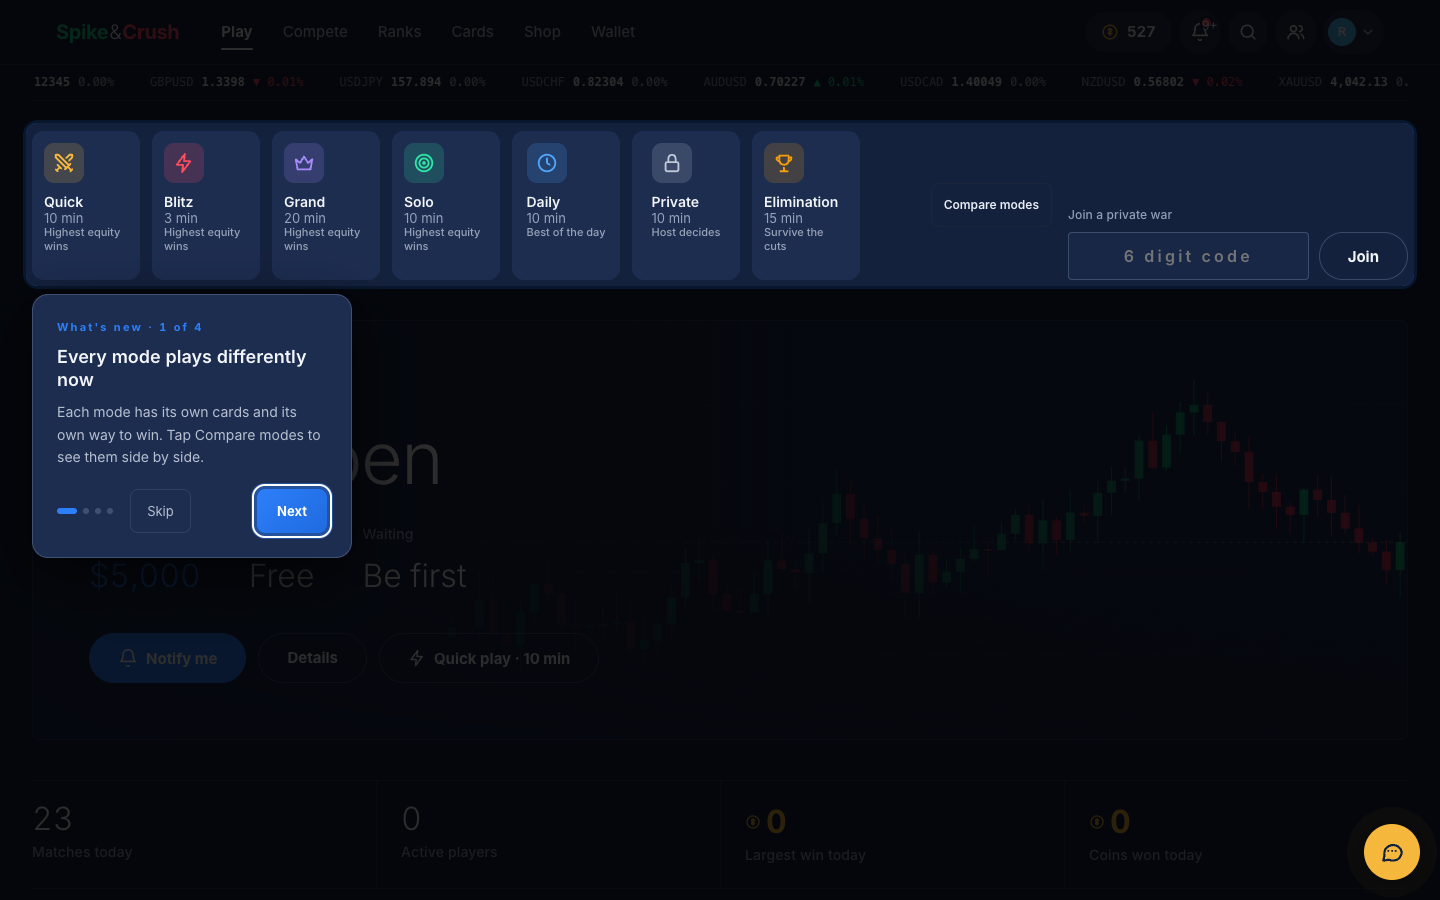 Spike&Crush
Play
Compete
Ranks
Cards
Shop
Wallet
527
R
12345 0.00%
GBPUSD 1.3398 ▼ 0.01%
USDJPY 157.894 0.00%
USDCHF 0.82304 0.00%
AUDUSD 0.70227 ▲ 0.01%
USDCAD 1.40049 0.00%
NZDUSD 0.56802 ▼ 0.02%
XAUUSD 4,042.13 0.
Quick
10 min
Highest equity
wins
Blitz
3 min
Highest equity
wins
Grand
20 min
Highest equity
wins
Solo
10 min
Highest equity
wins
Daily
10 min
Best of the day
Private
10 min
Host decides
Elimination
15 min
Survive the
cuts
Compare modes
Join a private war
6 digit code
Join
What's new · 1 of 4
Every mode plays differently
now
Each mode has its own cards and its
own way to win. Tap Compare modes to
see them side by side.
Skip
Next
Waiting
$5,000
Free
Be first
Notify me
Details
Quick play · 10 min
23
Matches today
0
Active players
0
Largest win today
0
Coins won today